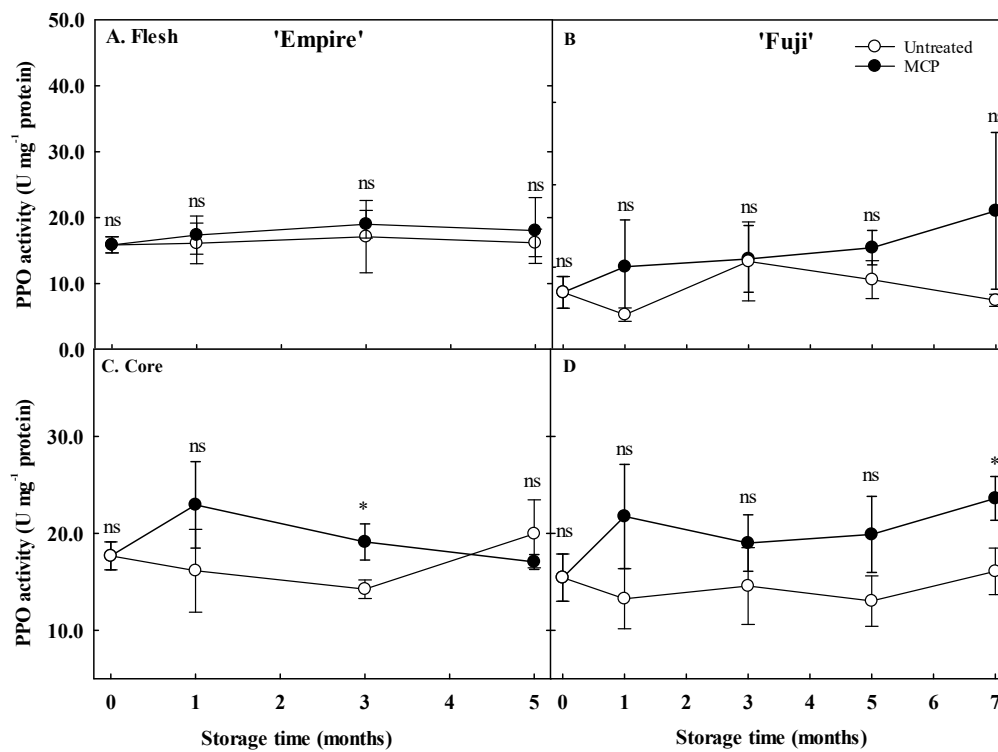 A. Flesh
'Empire'
B
'Fuji'
Untreated
MCP
PPO activity (U mg-1 protein)
50.0
40.0
30.0
20.0
10.0
0.0
ns
ns
ns
ns
ns
ns
ns
ns
ns
C. Core
D
PPO activity (U mg-1 protein)
30.0
20.0
10.0
ns
ns
*
ns
ns
ns
ns
ns
*
0 1 2 3 4 5
0 1 2 3 4 5 6 7
Storage time (months)
Storage time (months)